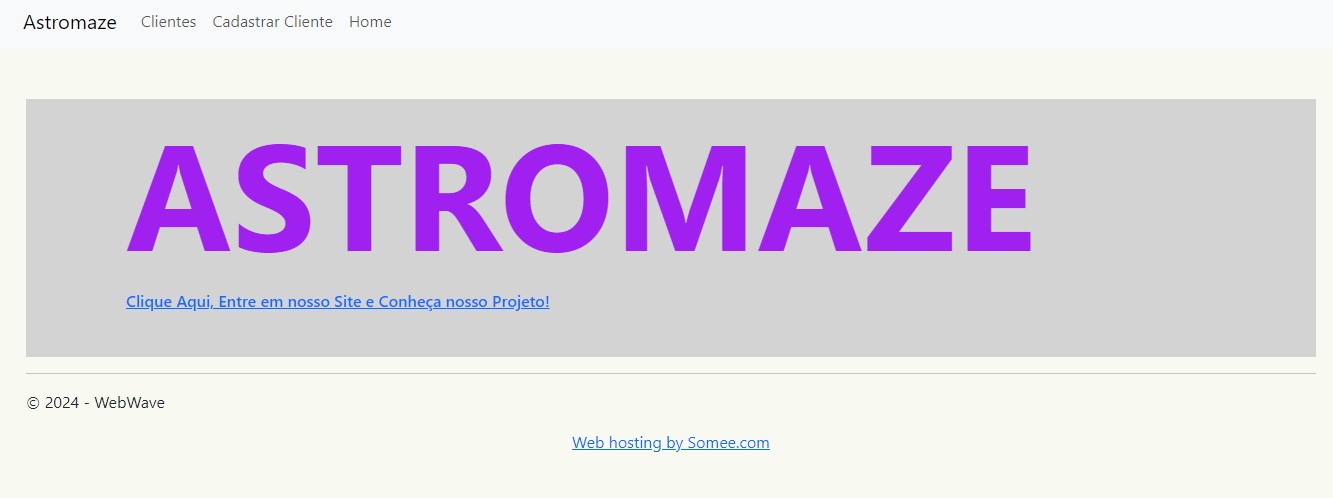 Astromaze Clientes Cadastrar Cliente Home
ASTROMAZE
Clique Aqui, Entre em nosso Site e Conheça nosso Projeto!
© 2024 - WebWave
Web hosting by Somee.com